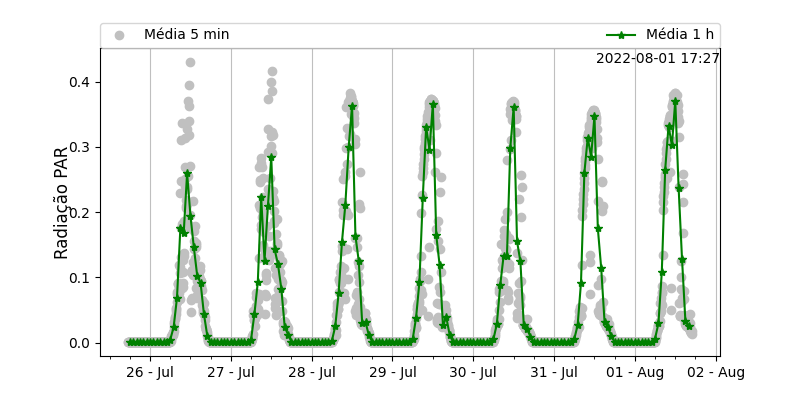 Média 5 min
Média 1 h
2022-08-01 17:27
Radiação PAR
0.4
0.3
0.2
0.1
0.0
26 - Jul
27 - Jul
28 - Jul
29 - Jul
30 - Jul
31 - Jul
01 - Aug
02 - Aug